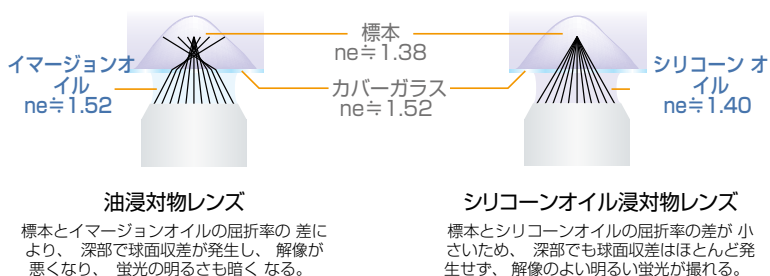 標本
ne≒1.38
イマージョンオ
イル
ne≒1.52
カバーガラス
ne≒1.52
シリコーン オ
イル
ne≒1.40
油浸対物レンズ
標本とイマージョンオイルの屈折率の 差に
より、 深部で球面収差が発生し、 解像が
悪くなり、 蛍光の明るさも暗く なる。
シリコーンオイル浸対物レンズ
標本とシリコーンオイルの屈折率の差が 小
さいため、 深部でも球面収差はほとんど発
生せず、 解像のよい明るい蛍光が撮れる。